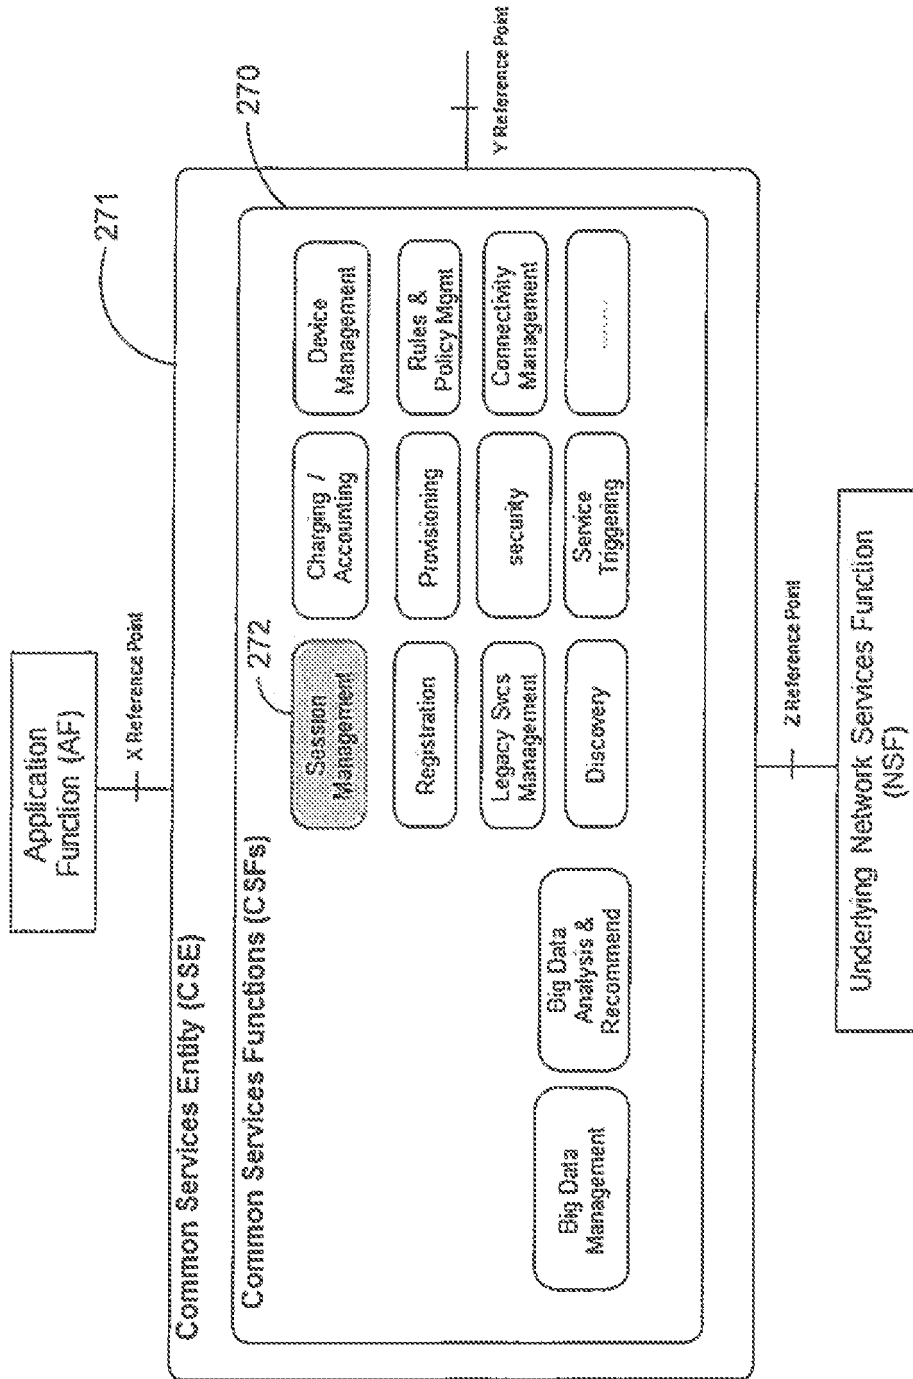 Application
Function (AF)
X Reference Point
271
Common Services Entity (CSE)
270
Common Services Functions (CSFs)
272
Session
Management
Charging /
Accounting
Device
Management
Registration
Provisioning
Rules &
Policy Mgmt
Legacy Svcs
Management
security
Connectivity
Management
Big Data
Management
Big Data
Analysis &
Recommend
Discovery
Service
Triggering
........
Y Reference Point
Z Reference Point
Underlying Network Services Function
(NSF)